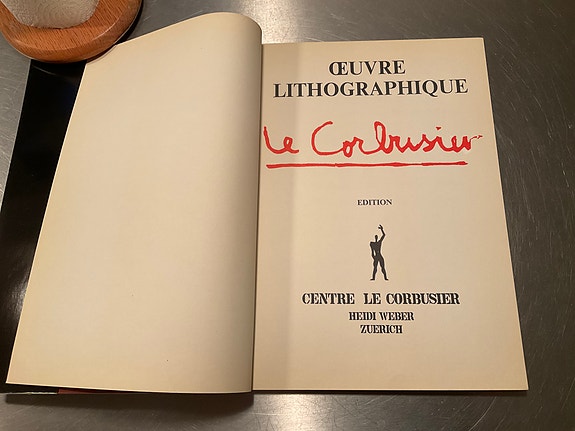 ŒUVRE
LITHOGRAPHIQUE
Le Corbusier
EDITION
CENTRE LE CORBUSIER
HEIDI WEBER
ZUERICH